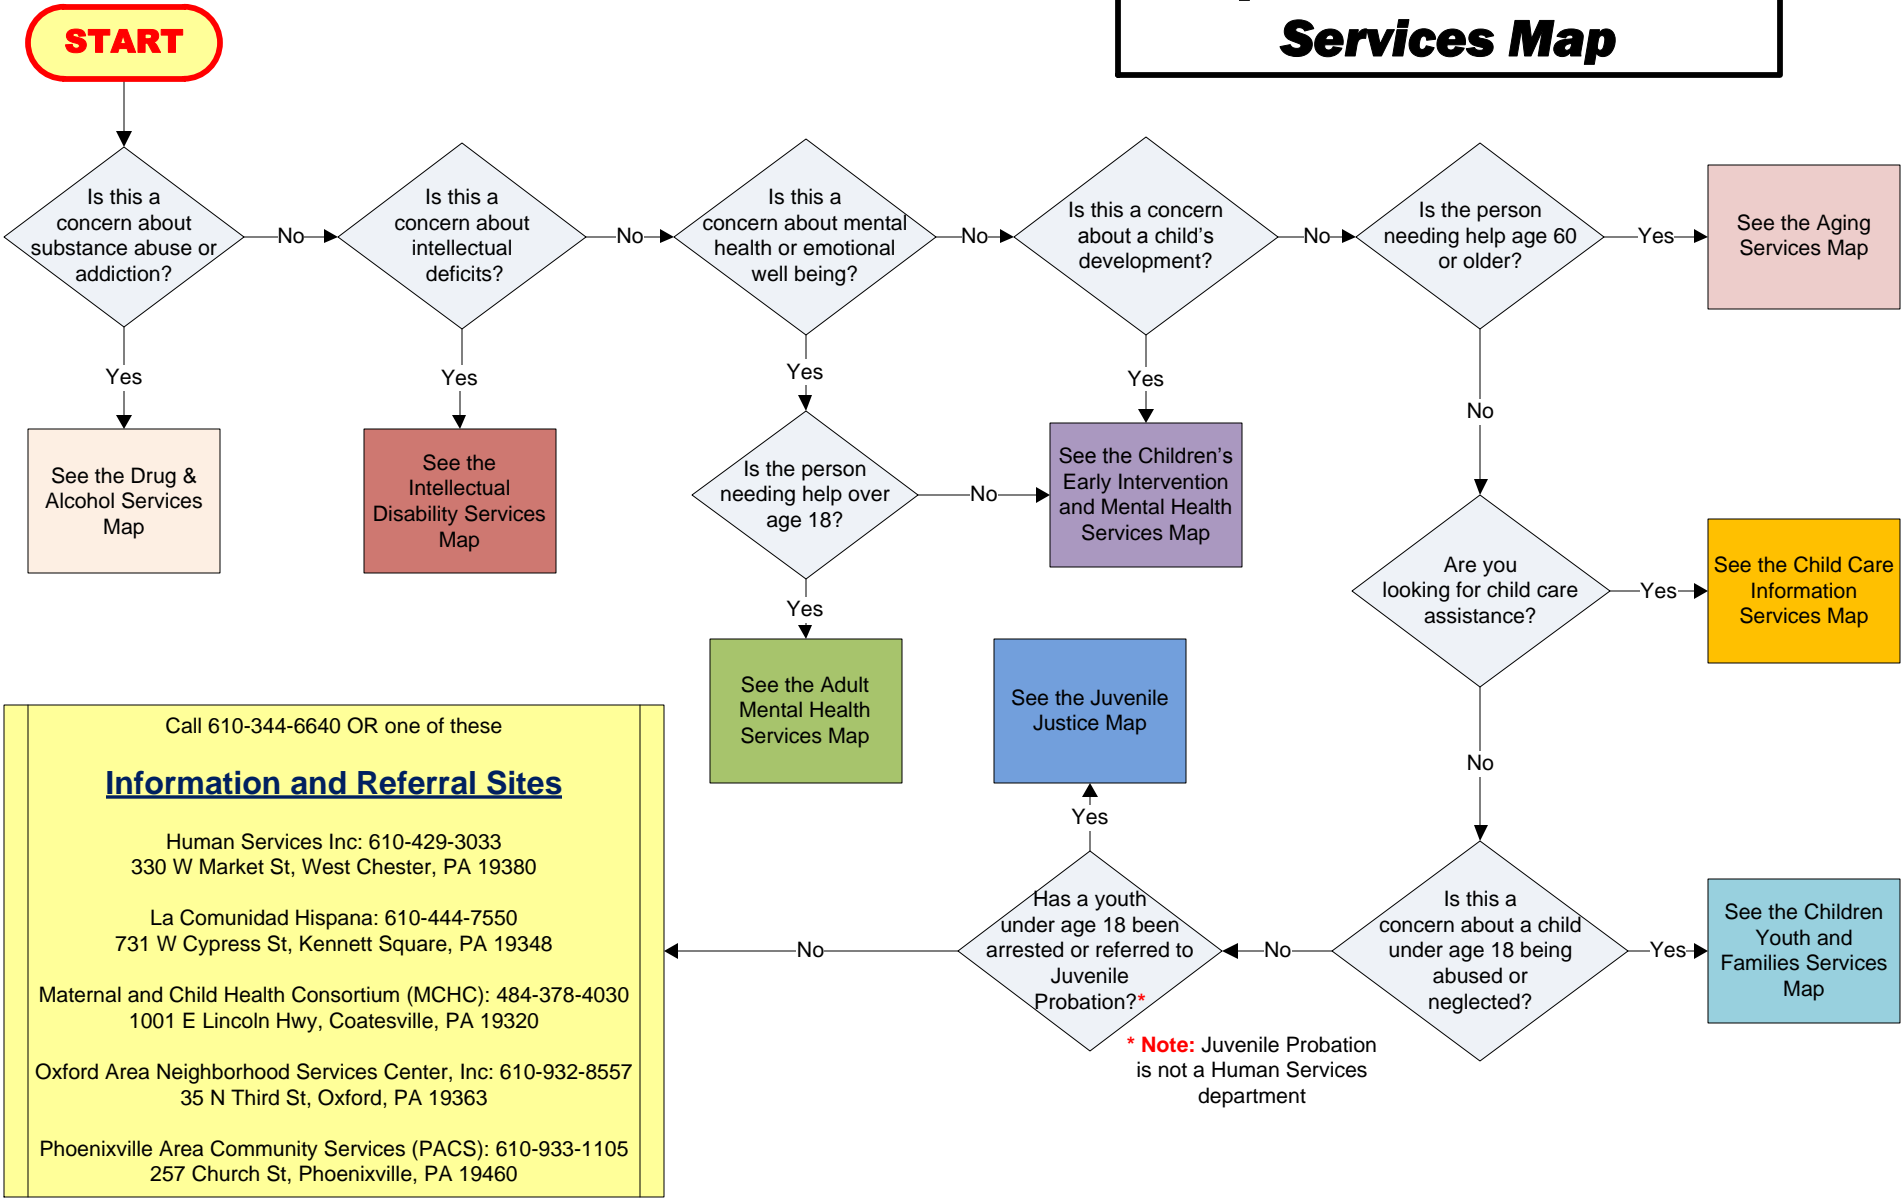 START
Services Map
Is this a
concern about
substance abuse or
addiction?
No
Is this a
concern about
intellectual
deficits?
No
Is this a
concern about mental
health or emotional
well being?
No
Is this a concern
about a child's
development?
No
Is the person
needing help age 60
or older?
Yes
See the Aging
Services Map
Yes
Yes
Yes
Yes
No
See the Drug &
Alcohol Services
Map
See the
Intellectual
Disability Services
Map
Is the person
needing help over
age 18?
No
See the Children's
Early Intervention
and Mental Health
Services Map
Yes
Are you
looking for child care
assistance?
Yes
See the Child Care
Information
Services Map
See the Adult
Mental Health
Services Map
See the Juvenile
Justice Map
No
Yes
Is this a
concern about a child
under age 18 being
abused or
neglected?
Yes
See the Children
Youth and
Families Services
Map
No
Has a youth
under age 18 been
arrested or referred to
Juvenile
Probation?*
* Note: Juvenile Probation
is not a Human Services
department
No
Call 610-344-6640 OR one of these
Information and Referral Sites
Human Services Inc: 610-429-3033
330 W Market St, West Chester, PA 19380
La Comunidad Hispana: 610-444-7550
731 W Cypress St, Kennett Square, PA 19348
Maternal and Child Health Consortium (MCHC): 484-378-4030
1001 E Lincoln Hwy, Coatesville, PA 19320
Oxford Area Neighborhood Services Center, Inc: 610-932-8557
35 N Third St, Oxford, PA 19363
Phoenixville Area Community Services (PACS): 610-933-1105
257 Church St, Phoenixville, PA 19460